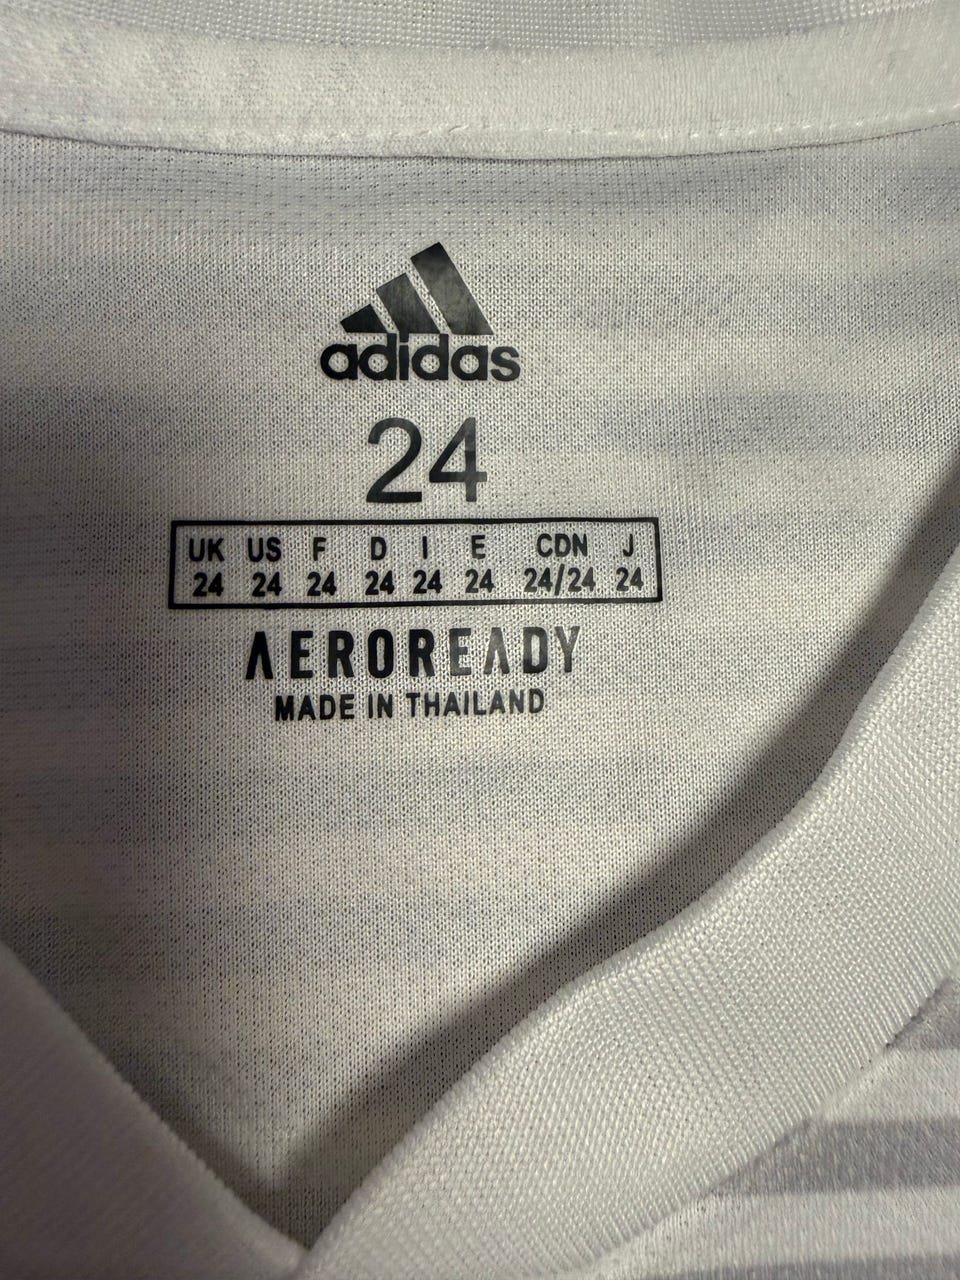 adidas
24
UK US F D I E CDN J
24 24 24 24 24 24 24/24 24
AEROREADY
MADE IN THAILAND